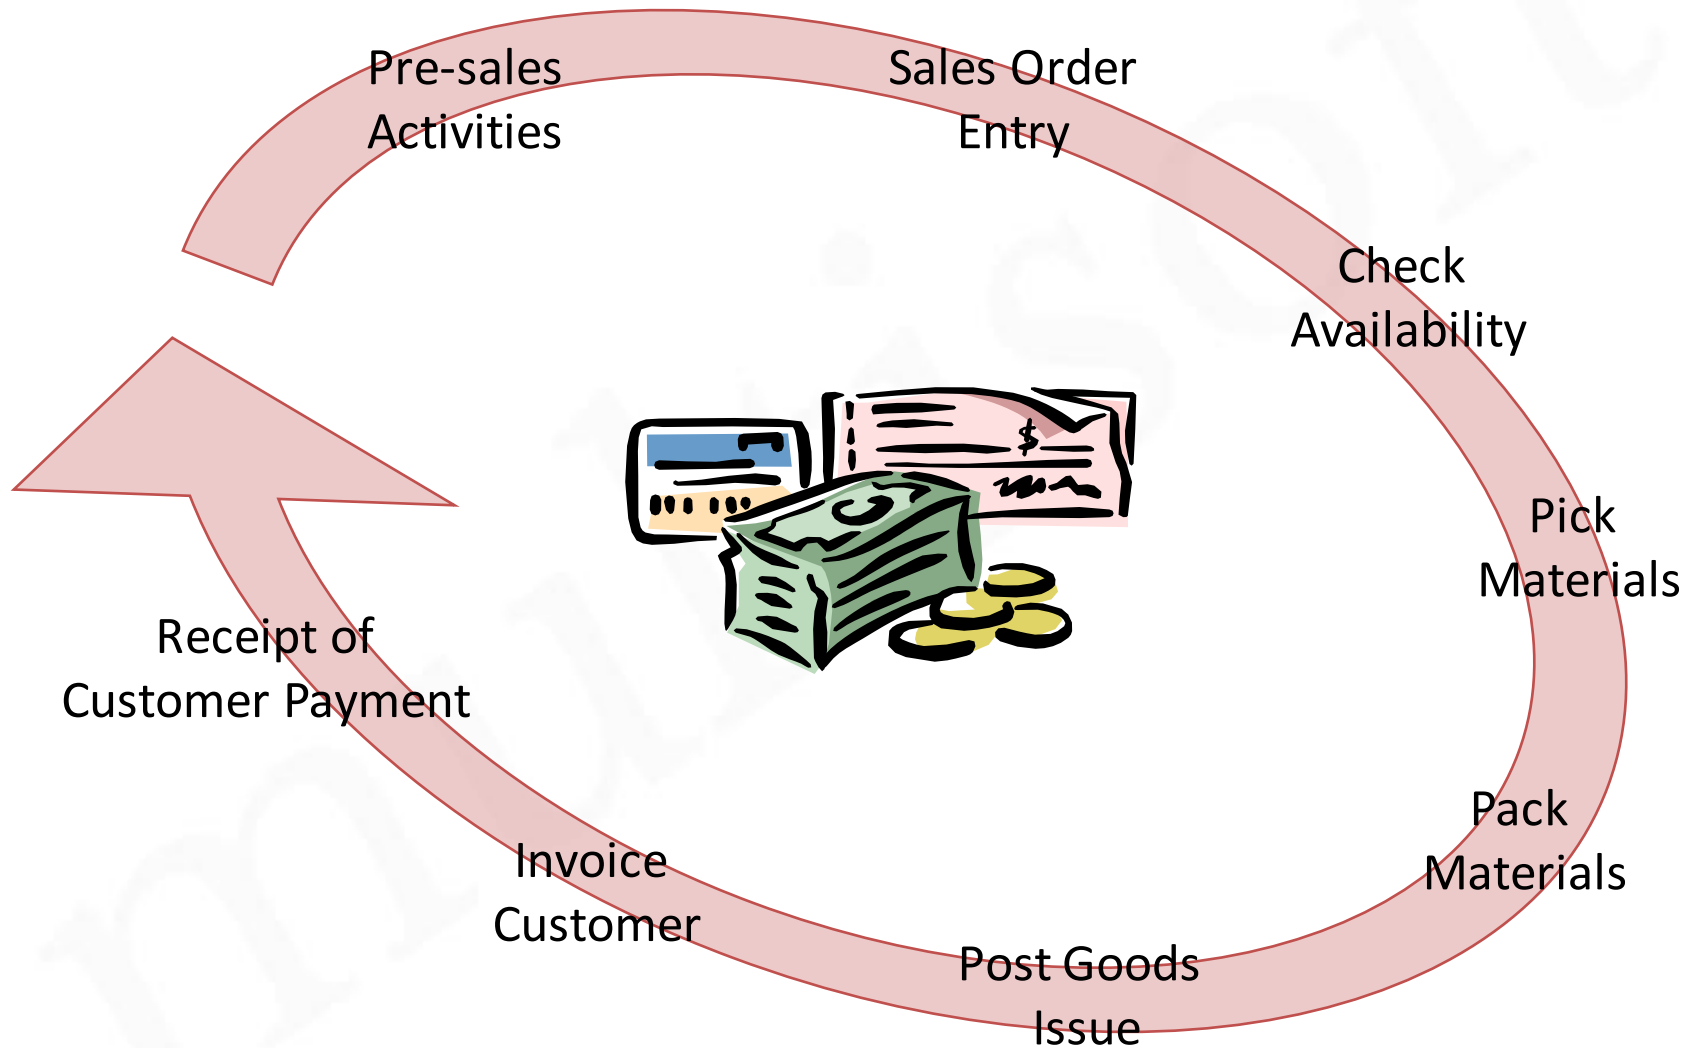 Pre-sales
Activities
Sales Order
Entry
Check
Availability
Pick
Materials
Pack
Materials
Post Goods
Issue
Invoice
Customer
Receipt of
Customer Payment
$
multisoft